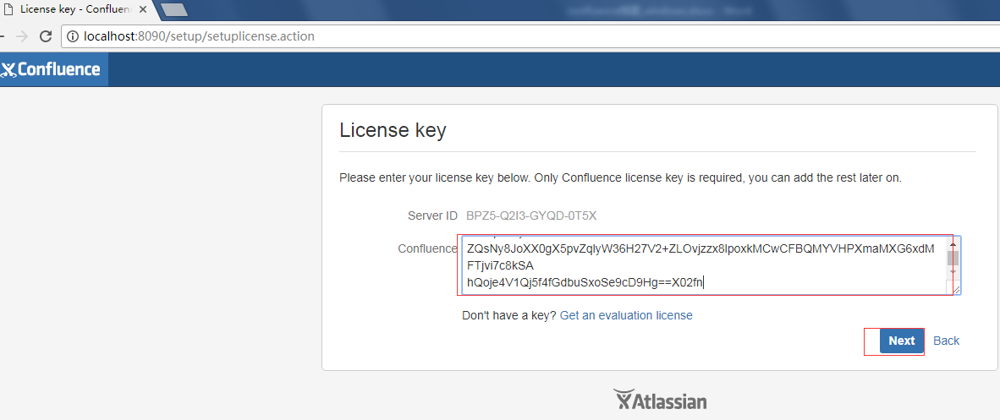 License key - Confluen
localhost:8090/setup/setuplicense.action
Confluence
License key
Please enter your license key below. Only Confluence license key is required, you can add the rest later on.
Server ID BPZ5-Q2I3-GYQD-0T5X
Confluence
ZQsNy8JoXX0gX5pvZqlyW36H27V2+ZLOvjzzx8lpoxkMCwCFBQMYVHPXmaMXG6xdM
FTjvi7c8kSA
hQoje4V1Qj5f4fGdbuSxoSe9cD9Hg==X02fn
Don't have a key? Get an evaluation license
Next Back
Atlassian